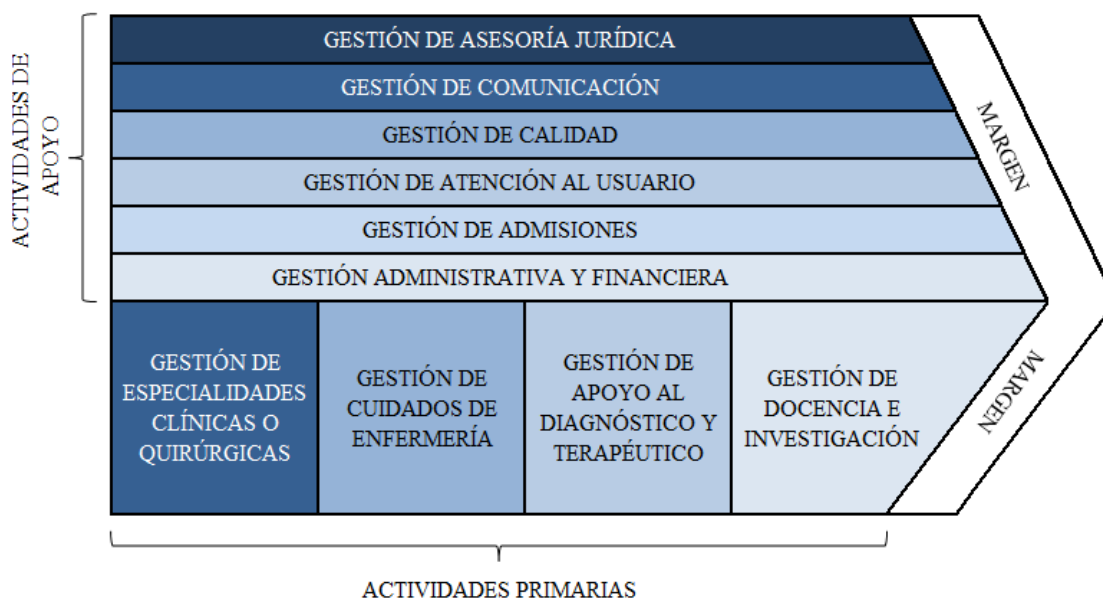 ACTIVIDADES DE
APOYO
GESTIÓN DE ASESORÍA JURÍDICA
GESTIÓN DE COMUNICACIÓN
GESTIÓN DE CALIDAD
GESTIÓN DE ATENCIÓN AL USUARIO
GESTIÓN DE ADMISIONES
GESTIÓN ADMINISTRATIVA Y FINANCIERA
MARGEN
GESTIÓN DE
ESPECIALIDADES
CLÍNICAS O
QUIRÚRGICAS
GESTIÓN DE
CUIDADOS DE
ENFERMERÍA
GESTIÓN DE
APOYO AL
DIAGNÓSTICO Y
TERAPÉUTICO
GESTIÓN DE
DOCENCIA E
INVESTIGACIÓN
MARGEN
ACTIVIDADES PRIMARIAS